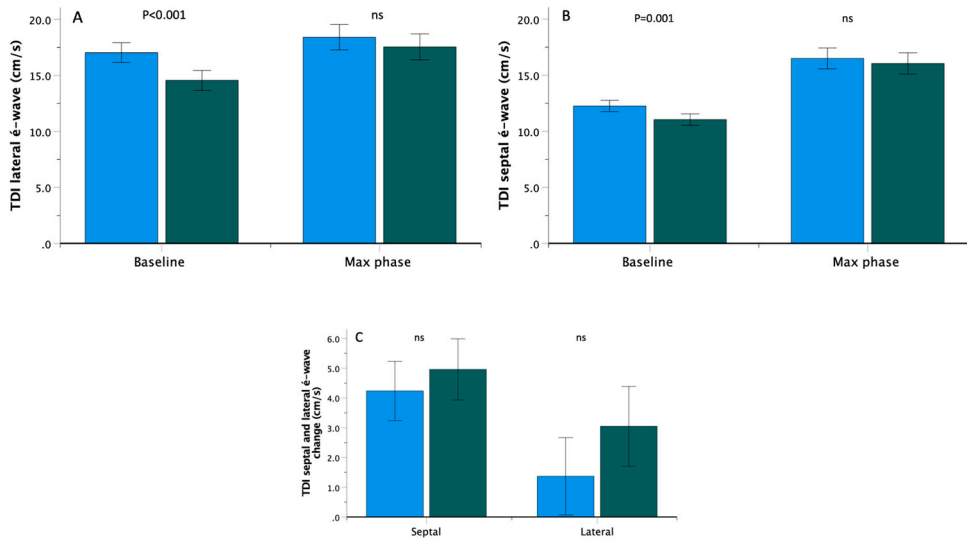 A
P<0.001
ns
TDI lateral é-wave (cm/s)
20.0
15.0
10.0
5.0
.0
Baseline
Max phase
B
P=0.001
ns
TDI septal é-wave (cm/s)
20.0
15.0
10.0
5.0
.0
Baseline
Max phase
C
ns
ns
TDI septal and lateral é-wave
change (cm/s)
6.0
5.0
4.0
3.0
2.0
1.0
.0
Septal
Lateral